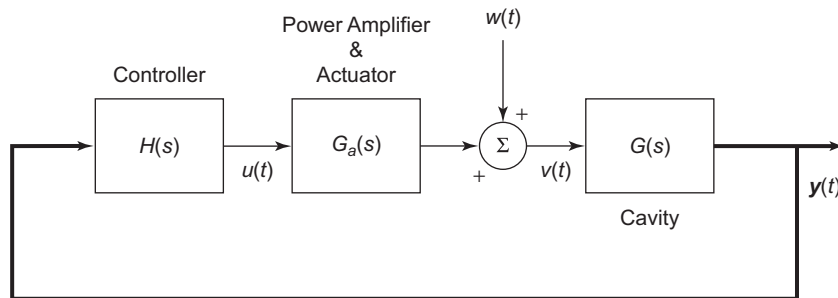 Power Amplifier
&
Actuator
w(t)
Controller
+
H(s)
G_a(s)
Σ
G(s)
u(t)
+
v(t)
y(t)
Cavity